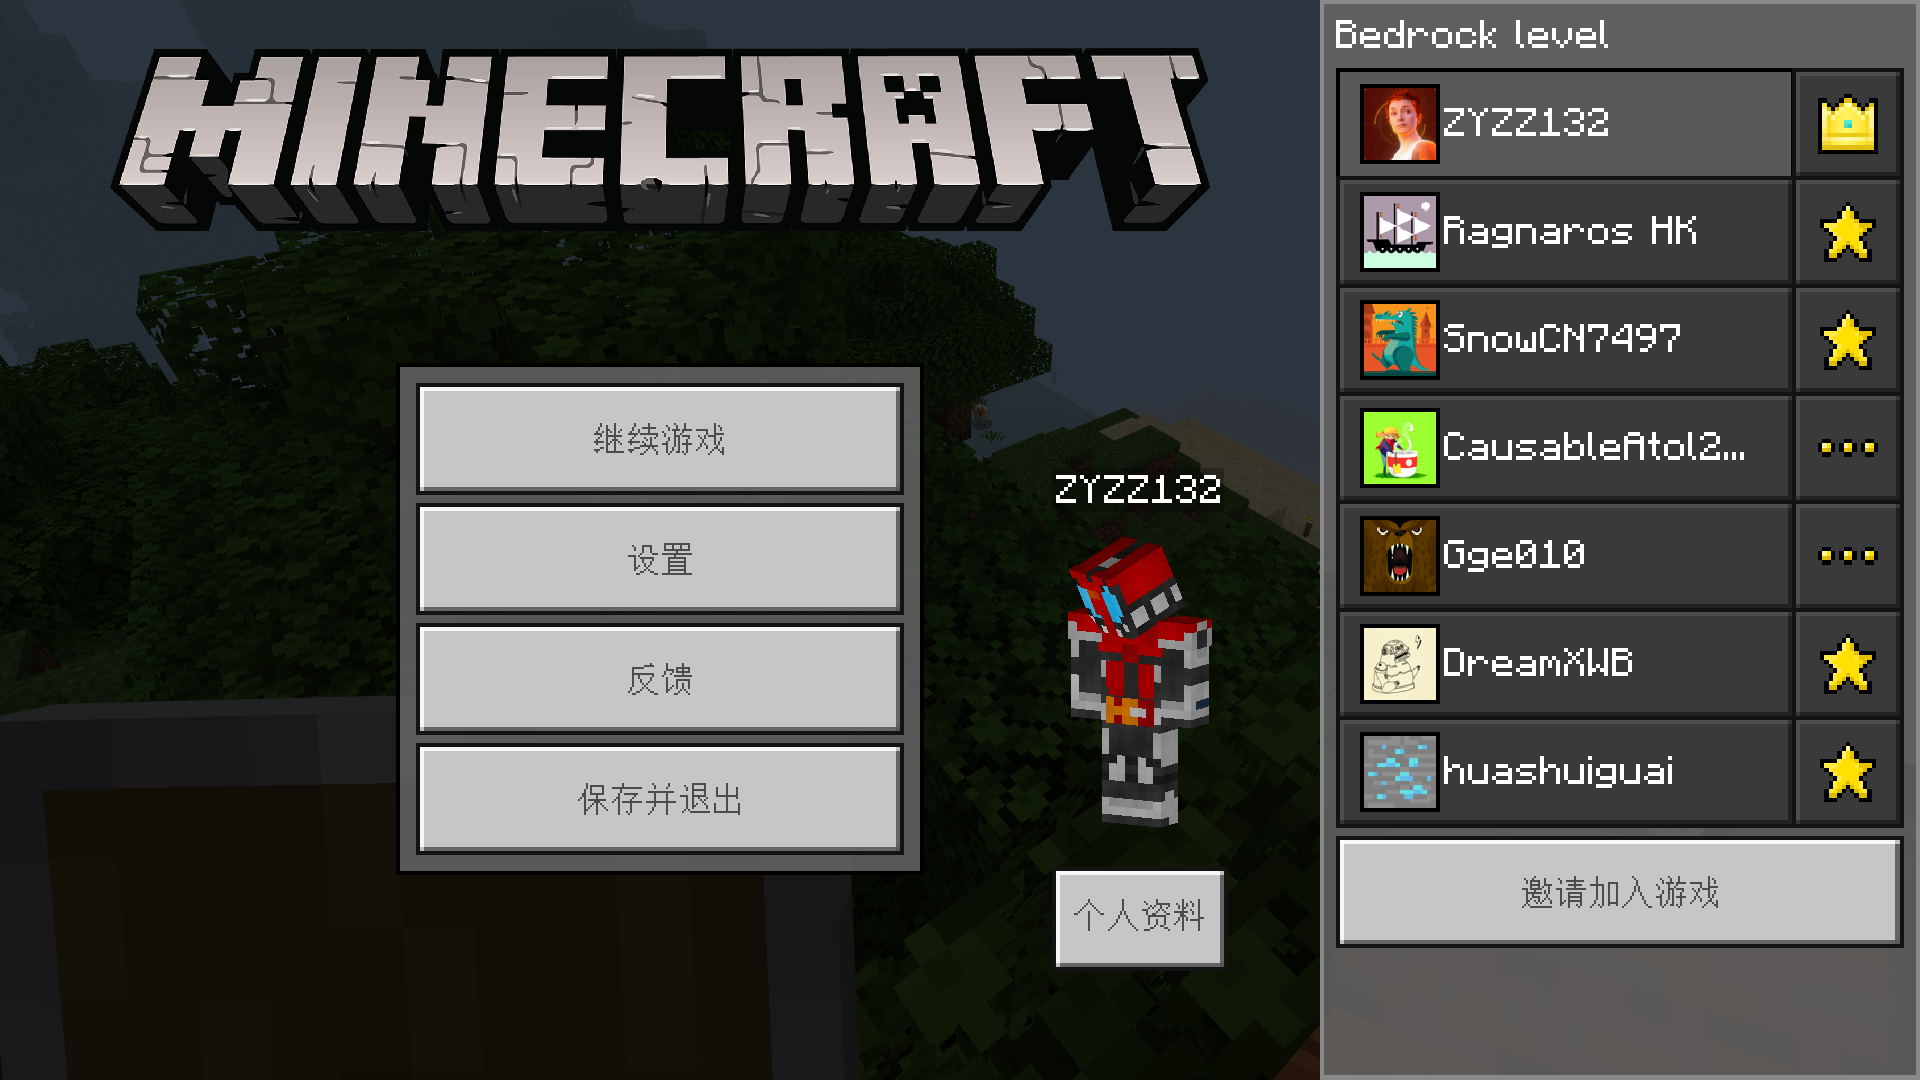 MINECRAFT
继续游戏
设置
反馈
保存并退出
ZYZZ132
个人资料
Bedrock level
ZYZZ132
Ragnaros HK
SnowCN7497
CausableAtol2...
Gge010
DreamXWB
huashuiguai
邀请加入游戏